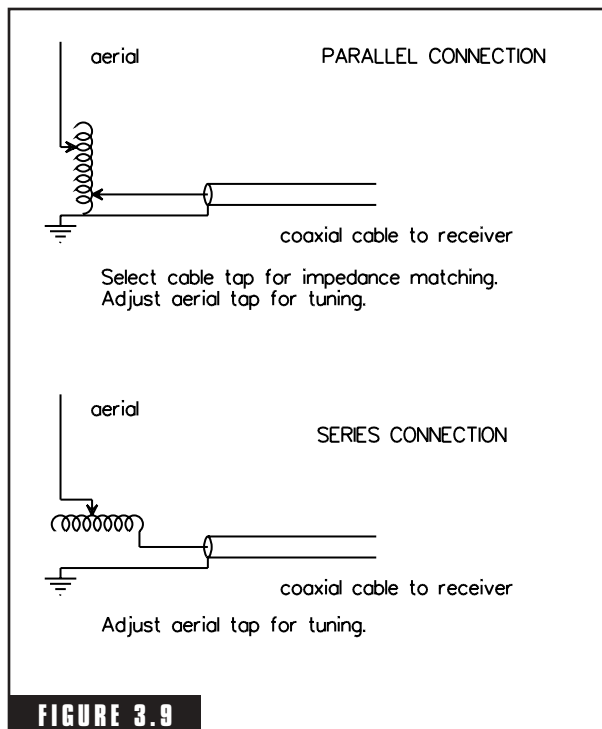 aerial
PARALLEL CONNECTION
coaxial cable to receiver
Select cable tap for impedance matching.
Adjust aerial tap for tuning.
aerial
SERIES CONNECTION
coaxial cable to receiver
Adjust aerial tap for tuning.
FIGURE 3.9